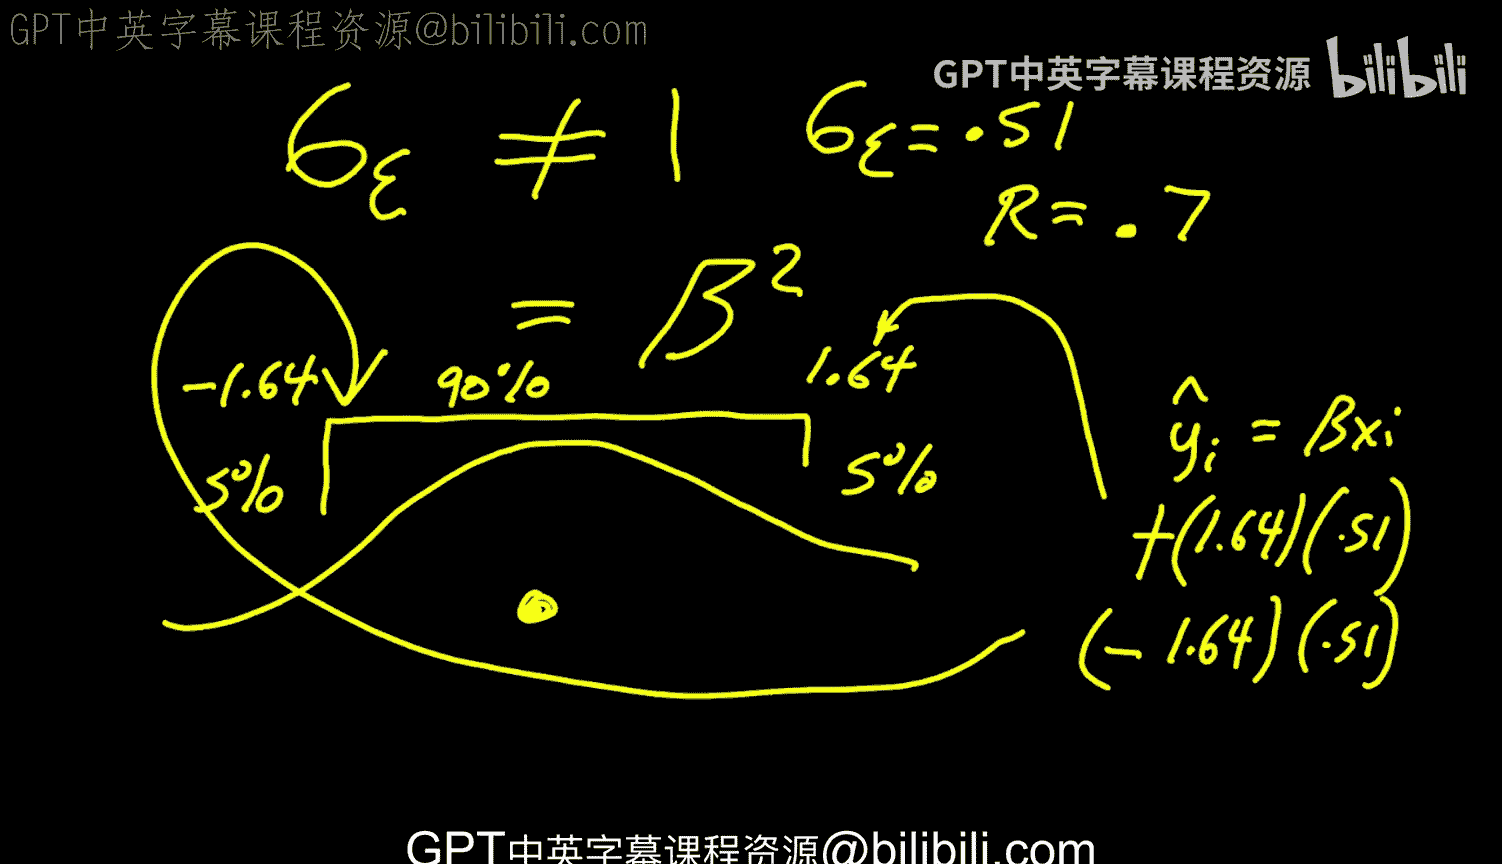 GPT中英字幕课程资源@bilibili.com
GPT中英字幕课程资源 bilibili
σε ≠ 1
σε = .51
R = .7
= β²
-1.64 90% 1.64
5% 5%
ŷi = βxi
+(1.64)(.51)
(-1.64)(.51)
GPT中英字幕课程资源@bilibili.com